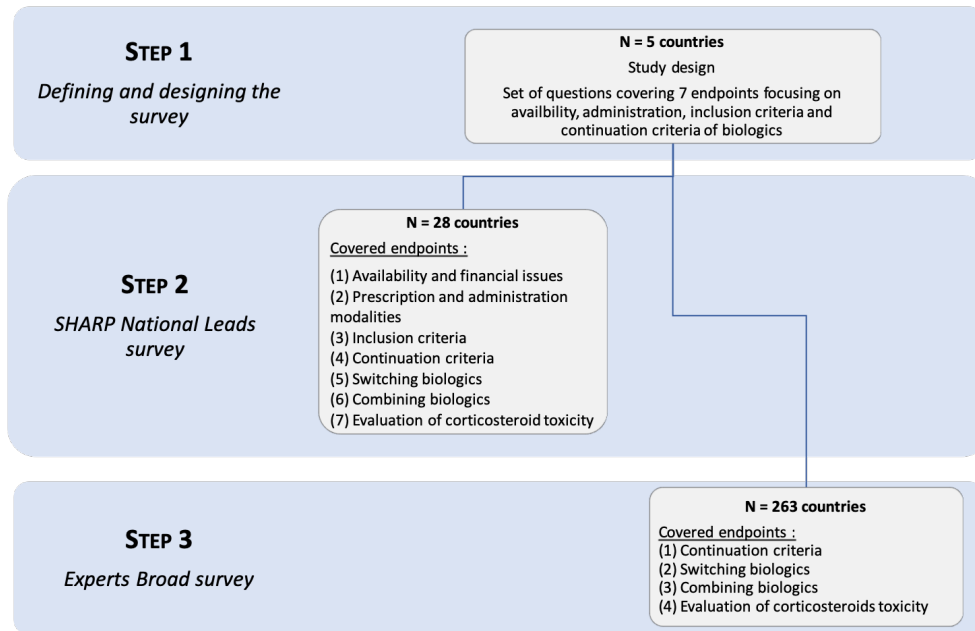 STEP 1
Defining and designing the
survey
N = 5 countries
Study design
Set of questions covering 7 endpoints focusing on
availbility, administration, inclusion criteria and
continuation criteria of biologics
STEP 2
SHARP National Leads
survey
N = 28 countries
Covered endpoints :
(1) Availability and financial issues
(2) Prescription and administration
modalities
(3) Inclusion criteria
(4) Continuation criteria
(5) Switching biologics
(6) Combining biologics
(7) Evaluation of corticosteroid toxicity
STEP 3
Experts Broad survey
N = 263 countries
Covered endpoints :
(1) Continuation criteria
(2) Switching biologics
(3) Combining biologics
(4) Evaluation of corticosteroids toxicity